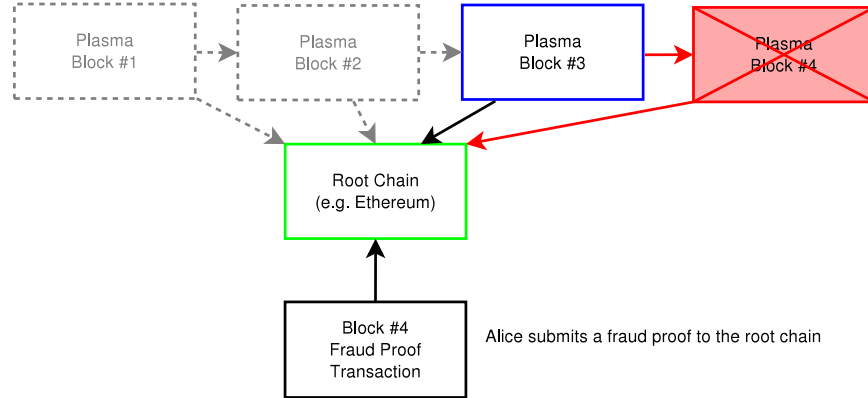 Plasma
Block #1
Plasma
Block #2
Plasma
Block #3
Plasma
Block #4
Root Chain
(e.g. Ethereum)
Block #4
Fraud Proof
Transaction
Alice submits a fraud proof to the root chain